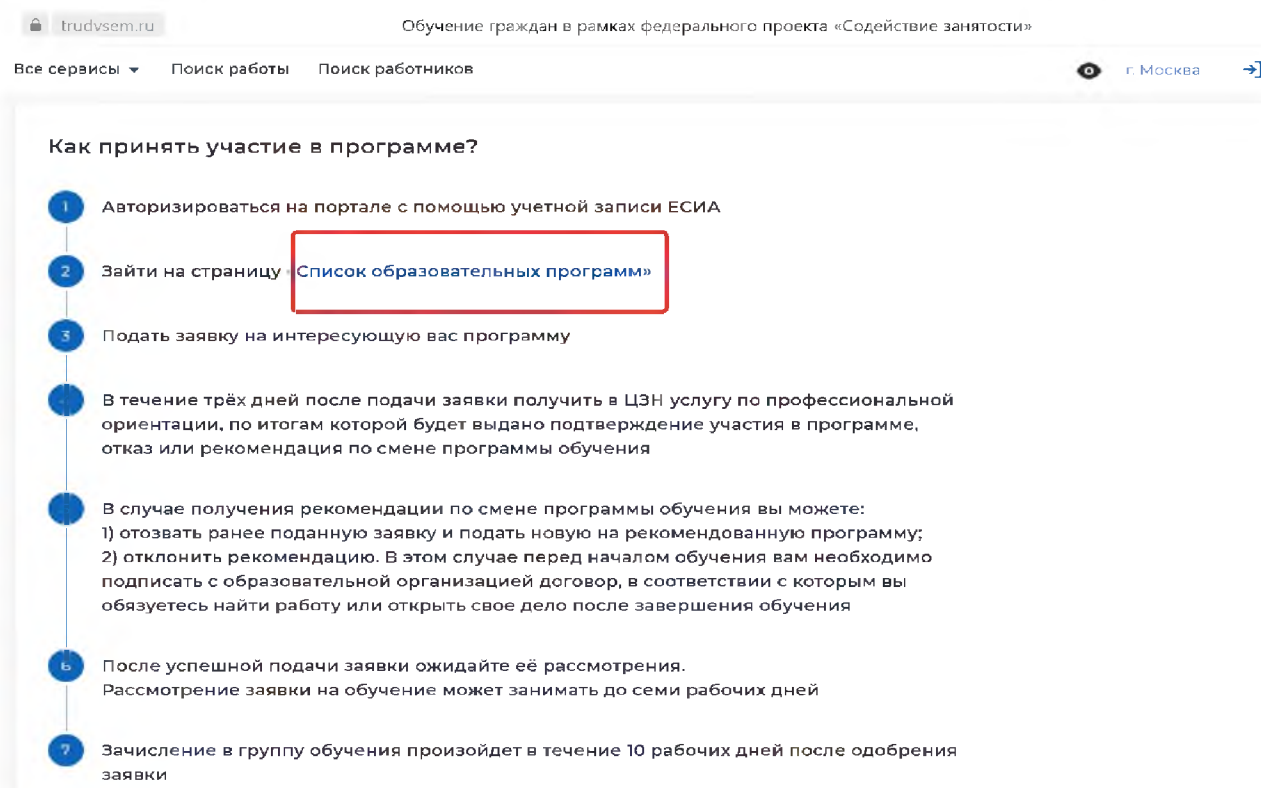 trudvsem.ru
Обучение граждан в рамках федерального проекта «Содействие занятости»
Все сервисы
Поиск работы
Поиск работников
г. Москва
Как принять участие в программе?
1
Авторизироваться на портале с помощью учетной записи ЕСИА
2
Зайти на страницу «Список образовательных программ»
3
Подать заявку на интересующую вас программу
В течение трёх дней после подачи заявки получить в ЦЗН услугу по профессиональной
ориентации, по итогам которой будет выдано подтверждение участия в программе,
отказ или рекомендация по смене программы обучения
В случае получения рекомендации по смене программы обучения вы можете:
1) отозвать ранее поданную заявку и подать новую на рекомендованную программу;
2) отклонить рекомендацию. В этом случае перед началом обучения вам необходимо
подписать с образовательной организацией договор, в соответствии с которым вы
обязуетесь найти работу или открыть свое дело после завершения обучения
6
После успешной подачи заявки ожидайте её рассмотрения.
Рассмотрение заявки на обучение может занимать до семи рабочих дней
7
Зачисление в группу обучения произойдет в течение 10 рабочих дней после одобрения
заявки